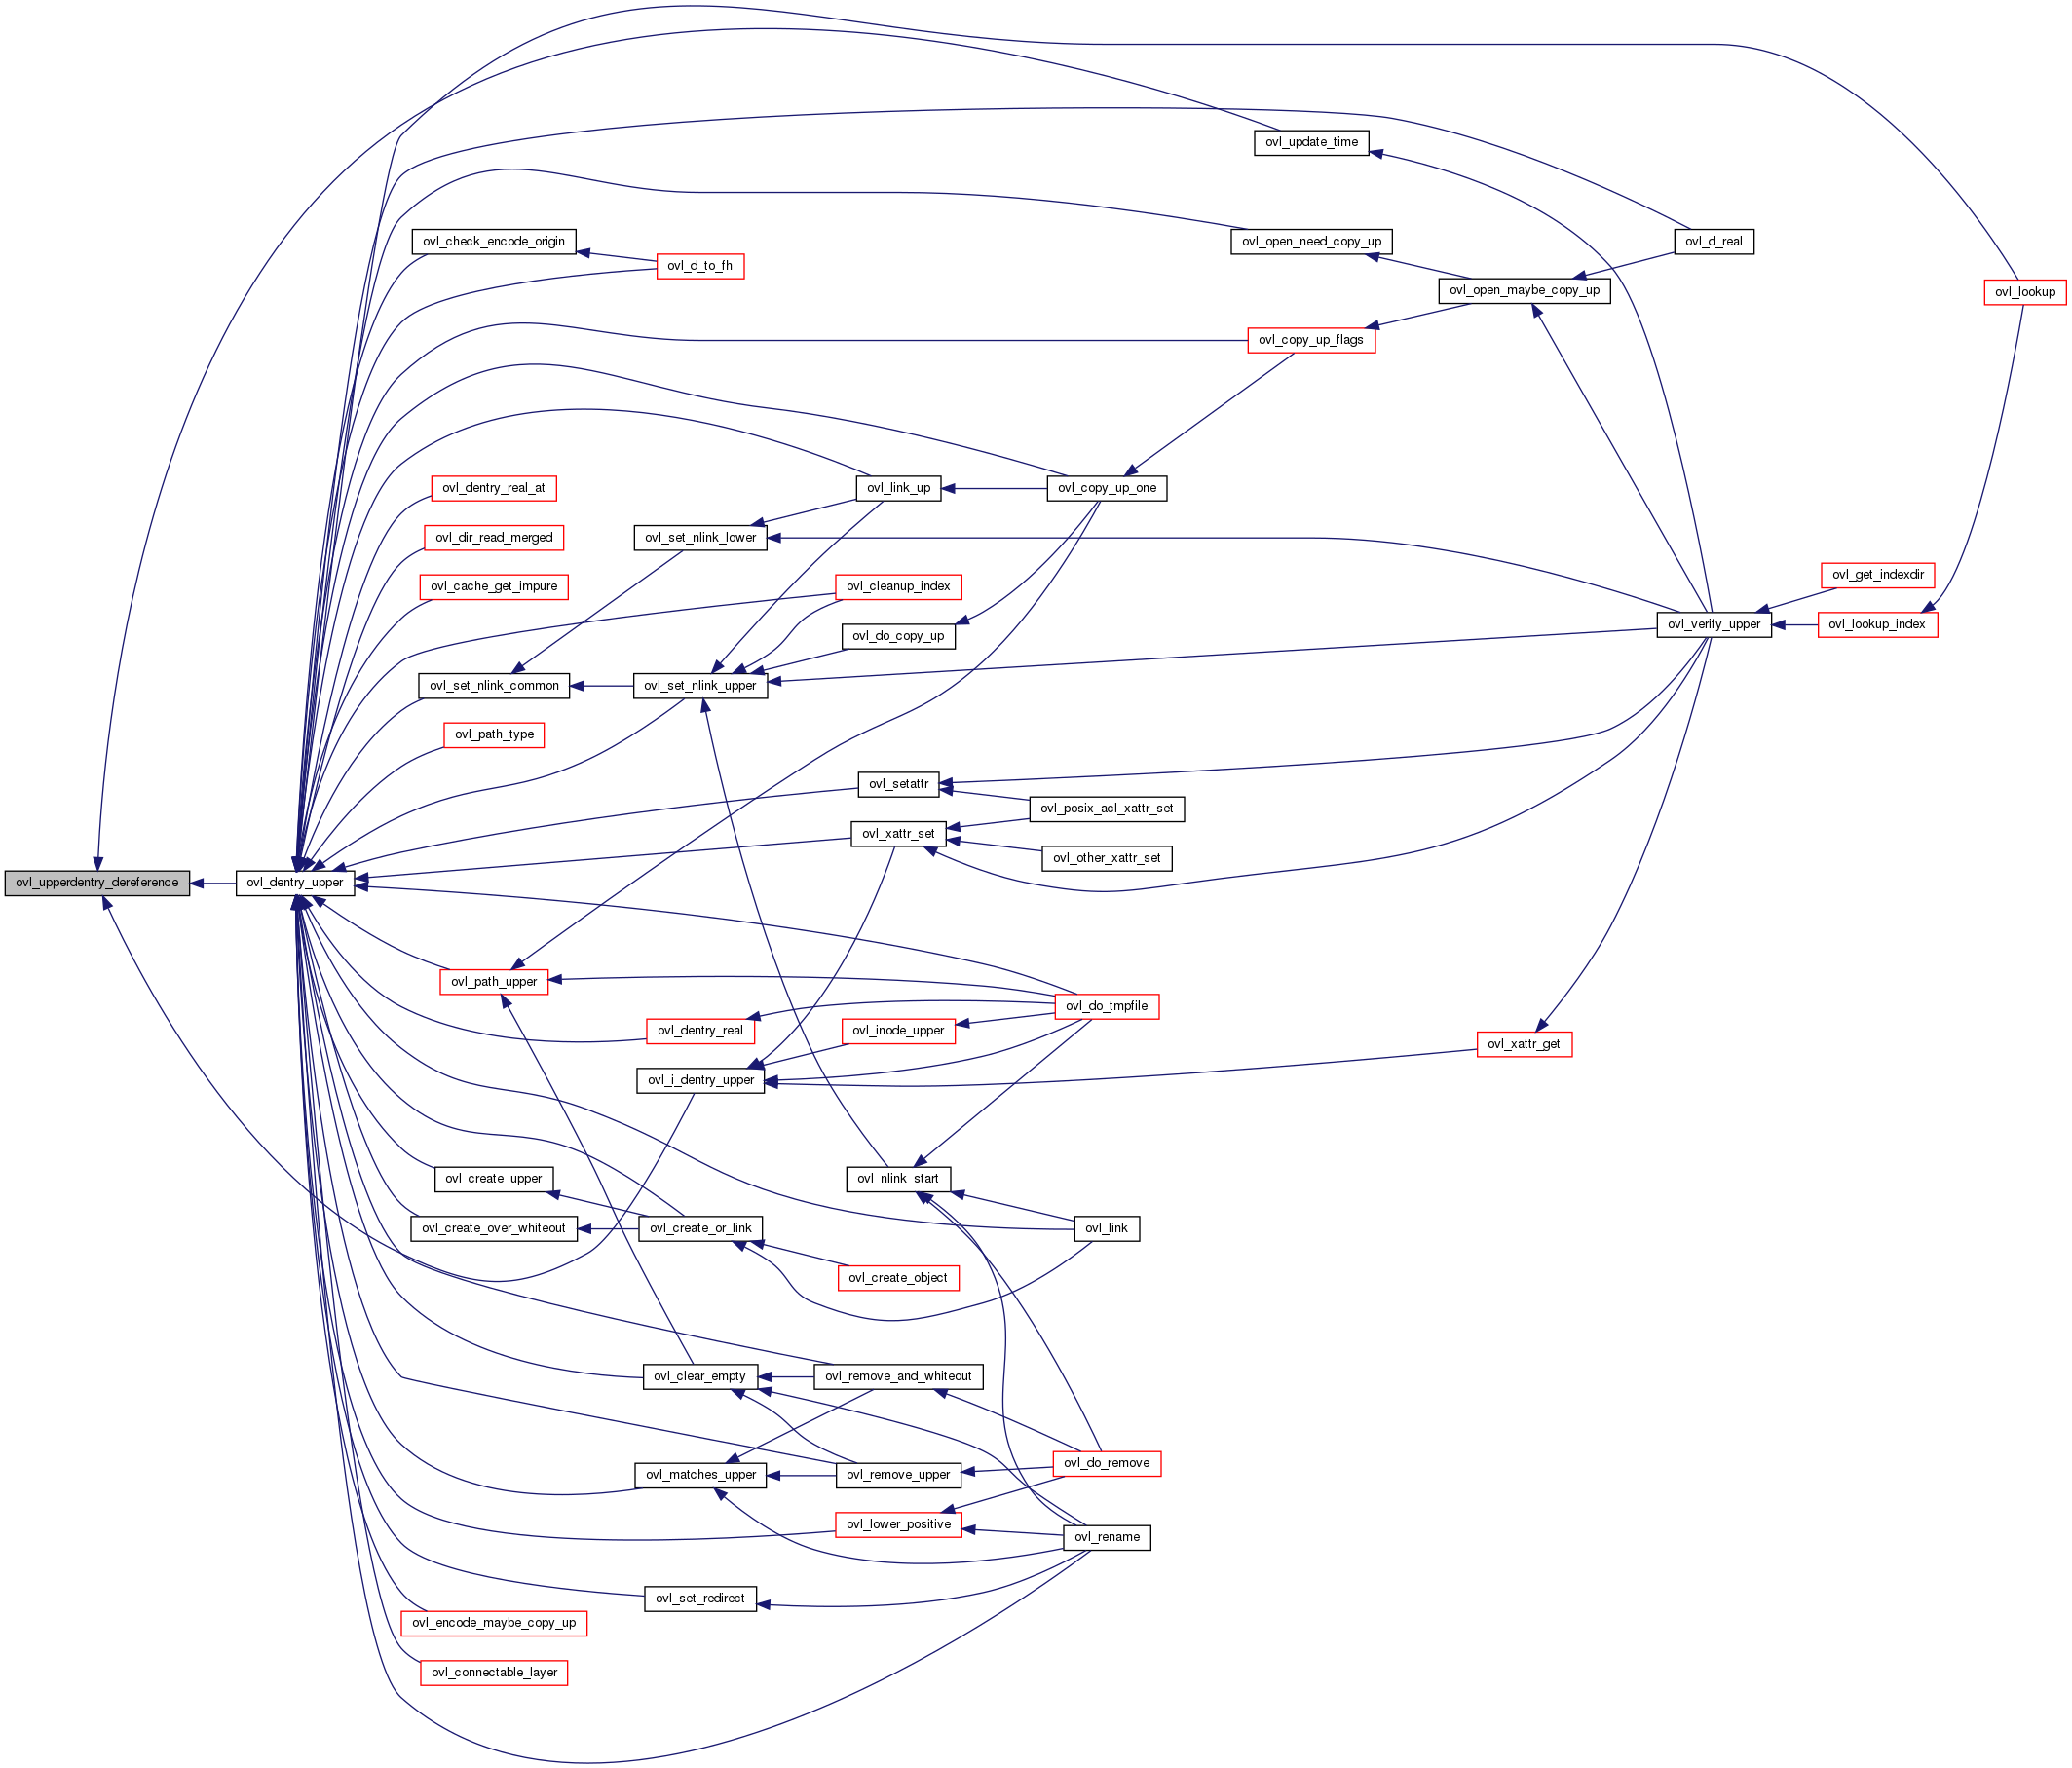 ovl_update_time
ovl_check_encode_origin
ovl_open_need_copy_up
ovl_d_real
ovl_d_to_fh
ovl_open_maybe_copy_up
ovl_lookup
ovl_copy_up_flags
ovl_dentry_real_at
ovl_link_up
ovl_copy_up_one
ovl_dir_read_merged
ovl_set_nlink_lower
ovl_get_indexdir
ovl_cache_get_impure
ovl_cleanup_index
ovl_verify_upper
ovl_lookup_index
ovl_do_copy_up
ovl_set_nlink_common
ovl_set_nlink_upper
ovl_path_type
ovl_setattr
ovl_posix_acl_xattr_set
ovl_xattr_set
ovl_other_xattr_set
ovl_upperdentry_dereference
ovl_dentry_upper
ovl_path_upper
ovl_do_tmpfile
ovl_dentry_real
ovl_inode_upper
ovl_xattr_get
ovl_i_dentry_upper
ovl_create_upper
ovl_nlink_start
ovl_create_over_whiteout
ovl_create_or_link
ovl_link
ovl_create_object
ovl_clear_empty
ovl_remove_and_whiteout
ovl_do_remove
ovl_matches_upper
ovl_remove_upper
ovl_lower_positive
ovl_rename
ovl_set_redirect
ovl_encode_maybe_copy_up
ovl_connectable_layer